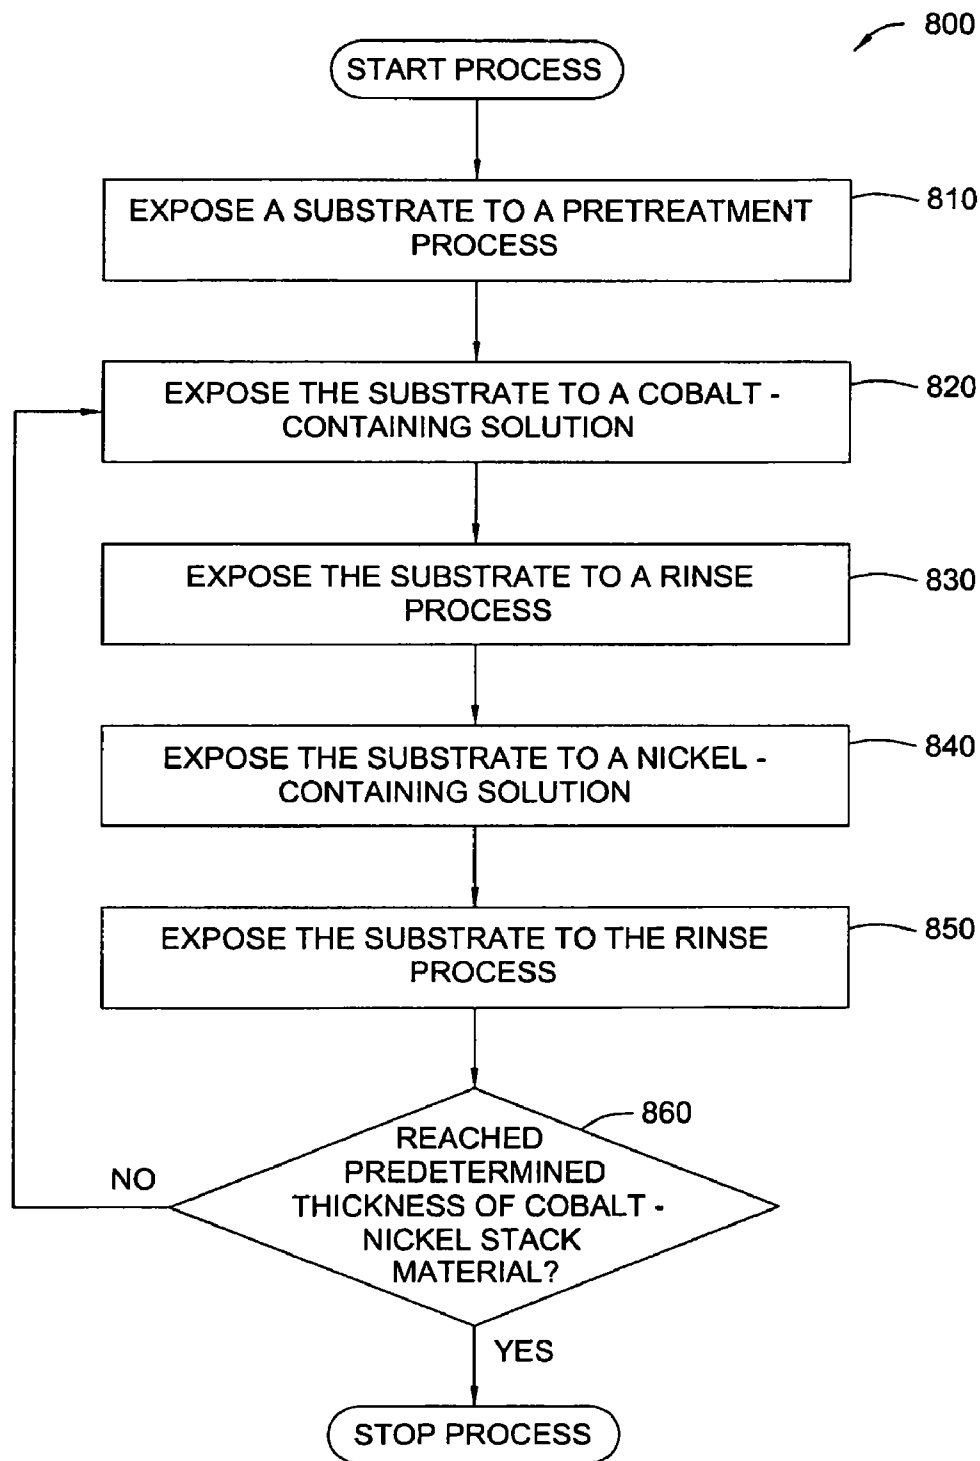 800
START PROCESS
EXPOSE A SUBSTRATE TO A PRETREATMENT
PROCESS
810
EXPOSE THE SUBSTRATE TO A COBALT -
CONTAINING SOLUTION
820
EXPOSE THE SUBSTRATE TO A RINSE
PROCESS
830
EXPOSE THE SUBSTRATE TO A NICKEL -
CONTAINING SOLUTION
840
EXPOSE THE SUBSTRATE TO THE RINSE
PROCESS
850
860
REACHED
PREDETERMINED
THICKNESS OF COBALT -
NICKEL STACK
MATERIAL?
NO
YES
STOP PROCESS